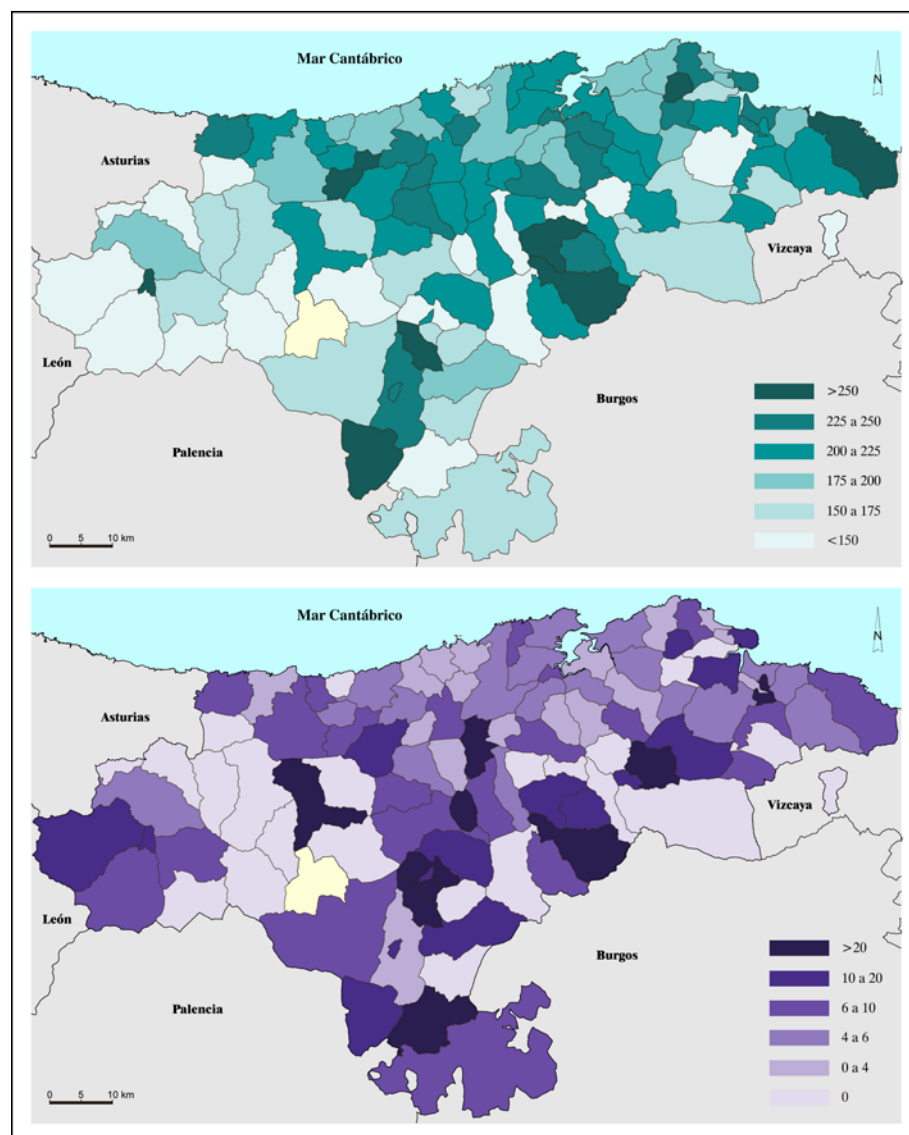 Mar Cantábrico
N
Asturias
Vizcaya
León
Burgos
Palencia
>250
225 a 250
200 a 225
175 a 200
150 a 175
<150
0 5 10 km
Mar Cantábrico
N
Asturias
Vizcaya
León
Burgos
Palencia
>20
10 a 20
6 a 10
4 a 6
0 a 4
0
0 5 10 km